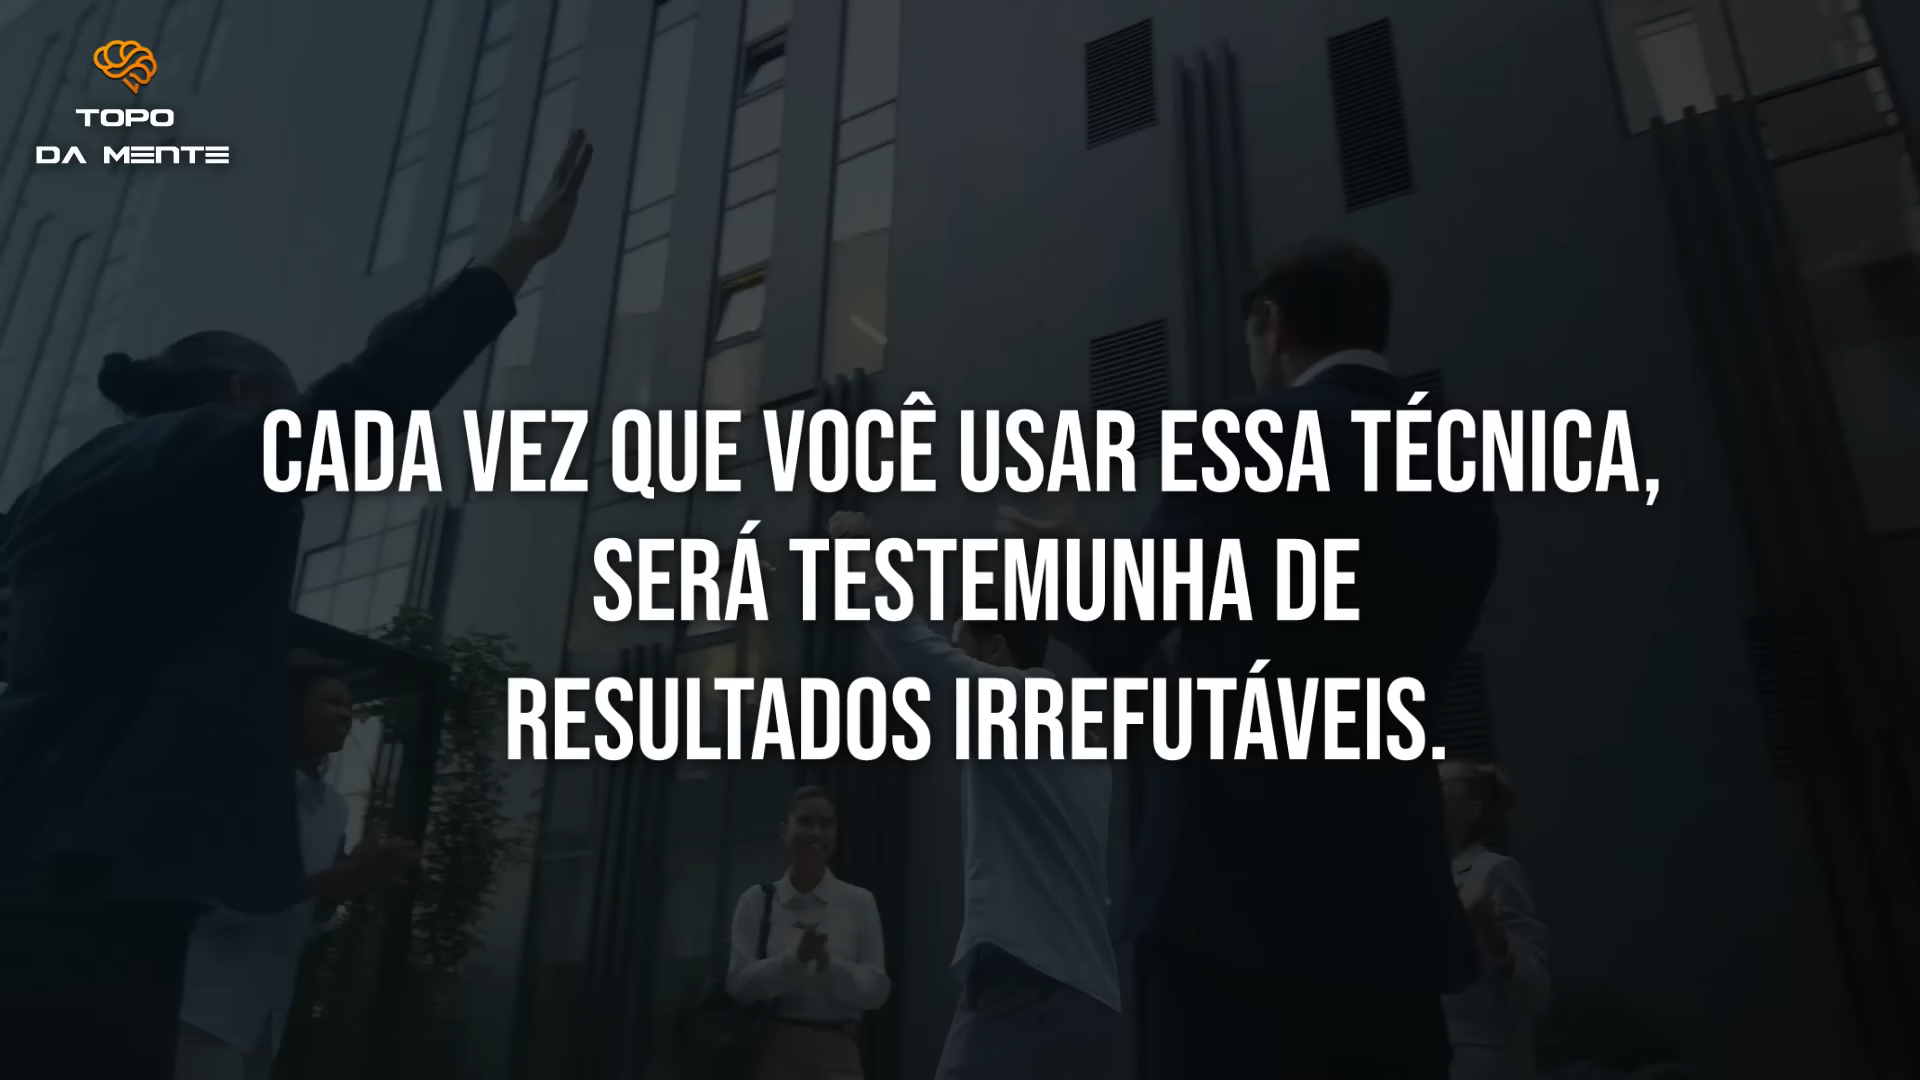 TOPO
DA MENTE
CADA VEZ QUE VOCÊ USAR ESSA TÉCNICA,
SERÁ TESTEMUNHA DE
RESULTADOS IRREFUTÁVEIS.